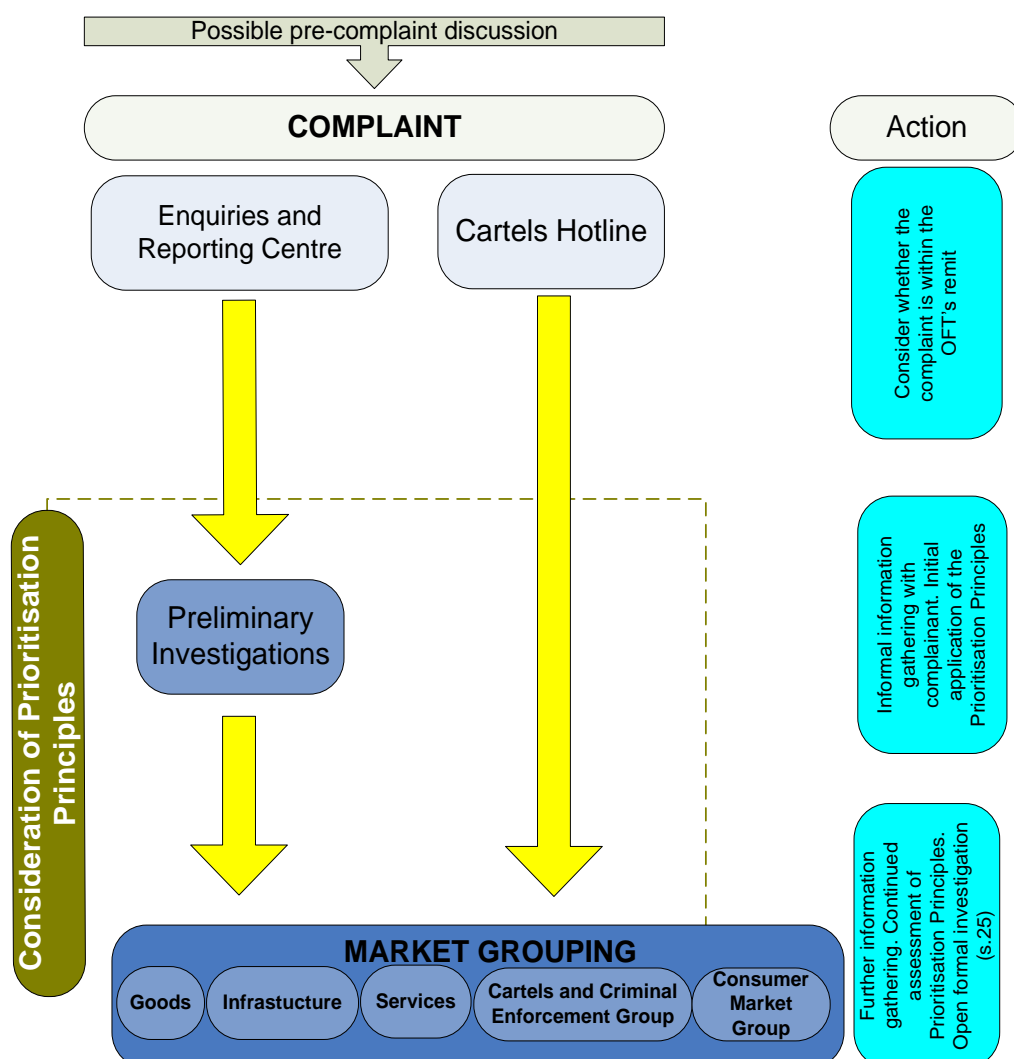 Possible pre-complaint discussion
COMPLAINT
Action
Enquiries and
Reporting Centre
Cartels Hotline
Consider whether the
complaint is within the
OFT's remit
Consideration of Prioritisation
Principles
Preliminary
Investigations
Informal information
gathering with
complainant. Initial
application of the
Prioritisation Principles
MARKET GROUPING
Goods
Infrastucture
Services
Cartels and Criminal
Enforcement Group
Consumer
Market
Group
Further information
gathering. Continued
assessment of
Prioritisation Principles.
Open formal investigation
(s.25)